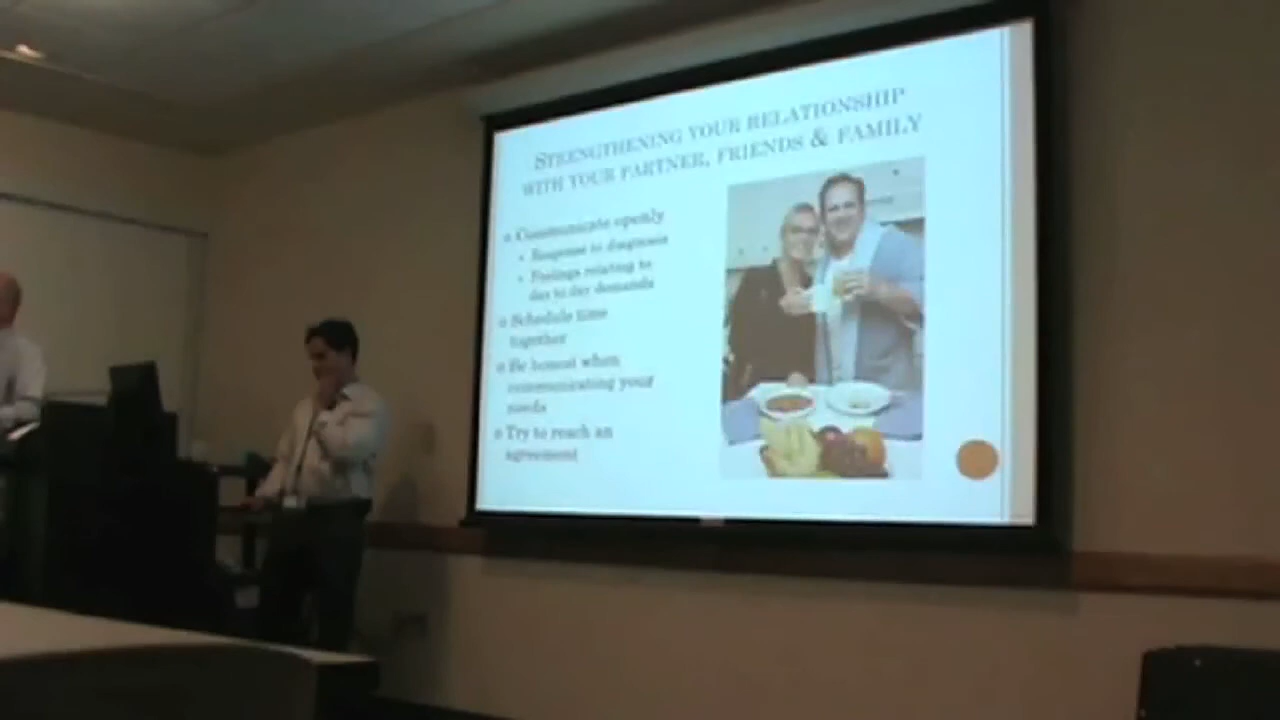 STRENGTHENING YOUR RELATIONSHIP
WITH YOUR PARTNER, FRIENDS & FAMILY
Communicate openly
Response to diagnosis
Feelings relating to
day to day demands
Schedule time
together
Be honest when
communicating your
needs
Try to reach an
agreement